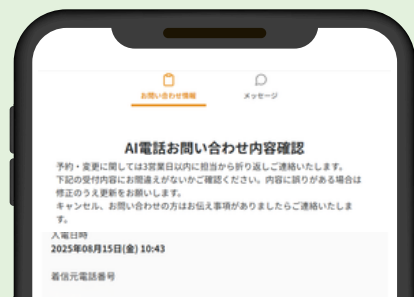 お問い合わせ情報
メッセージ
AI電話お問い合わせ内容確認
予約・変更に関しては3営業日以内に担当から折り返しご連絡いたします。
下記の受付内容にお間違えがないかご確認ください。内容に誤りがある場合は
修正のうえ更新をお願いします。
キャンセル、お問い合わせの方はお伝え事項がありましたらご連絡いたしま
す。
入電日時
2025年08月15日(金) 10:43
着信元電話番号